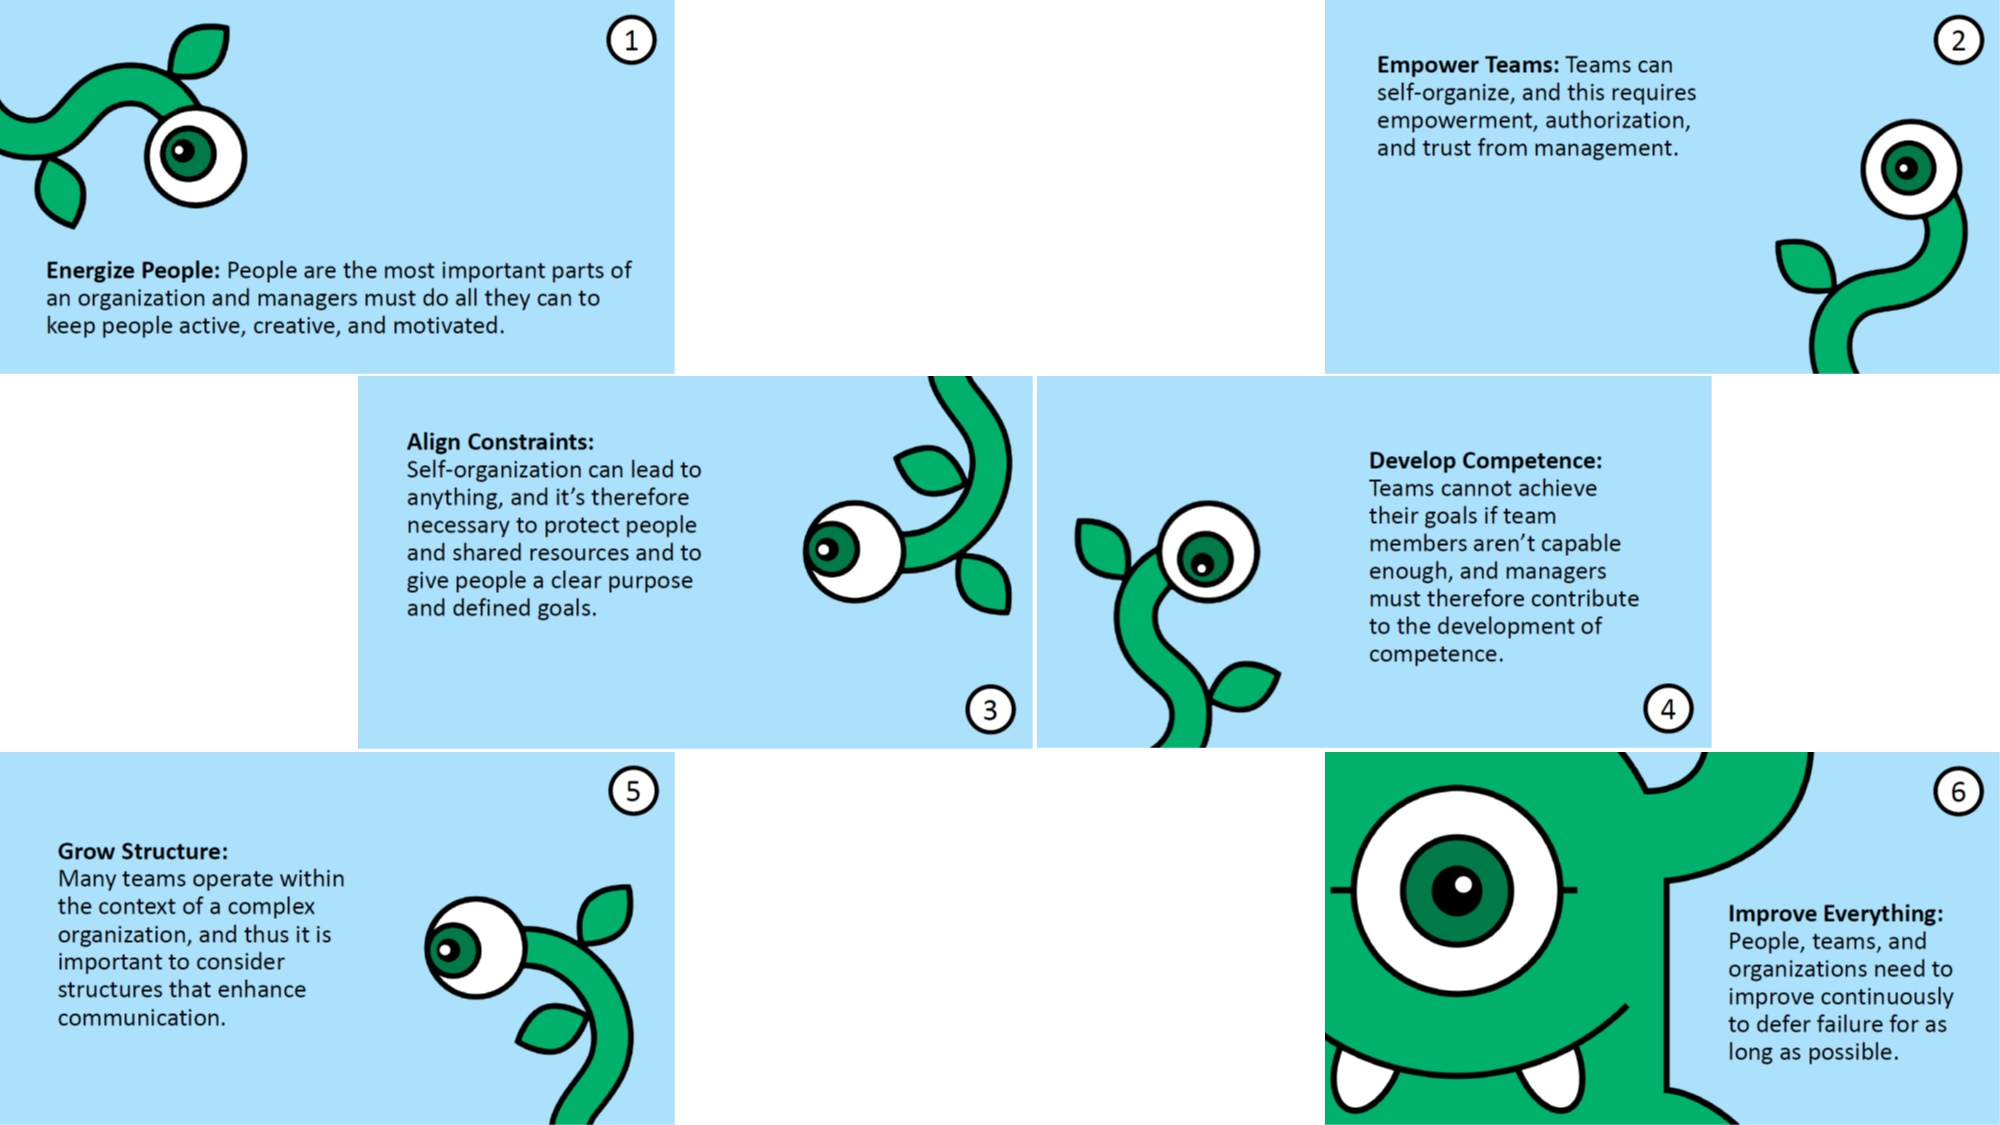 1
Energize People: People are the most important parts of
an organization and managers must do all they can to
keep people active, creative, and motivated.
2
Empower Teams: Teams can
self-organize, and this requires
empowerment, authorization,
and trust from management.
Align Constraints:
Self-organization can lead to
anything, and it’s therefore
necessary to protect people
and shared resources and to
give people a clear purpose
and defined goals.
3
Develop Competence:
Teams cannot achieve
their goals if team
members aren’t capable
enough, and managers
must therefore contribute
to the development of
competence.
4
5
Grow Structure:
Many teams operate within
the context of a complex
organization, and thus it is
important to consider
structures that enhance
communication.
6
Improve Everything:
People, teams, and
organizations need to
improve continuously
to defer failure for as
long as possible.